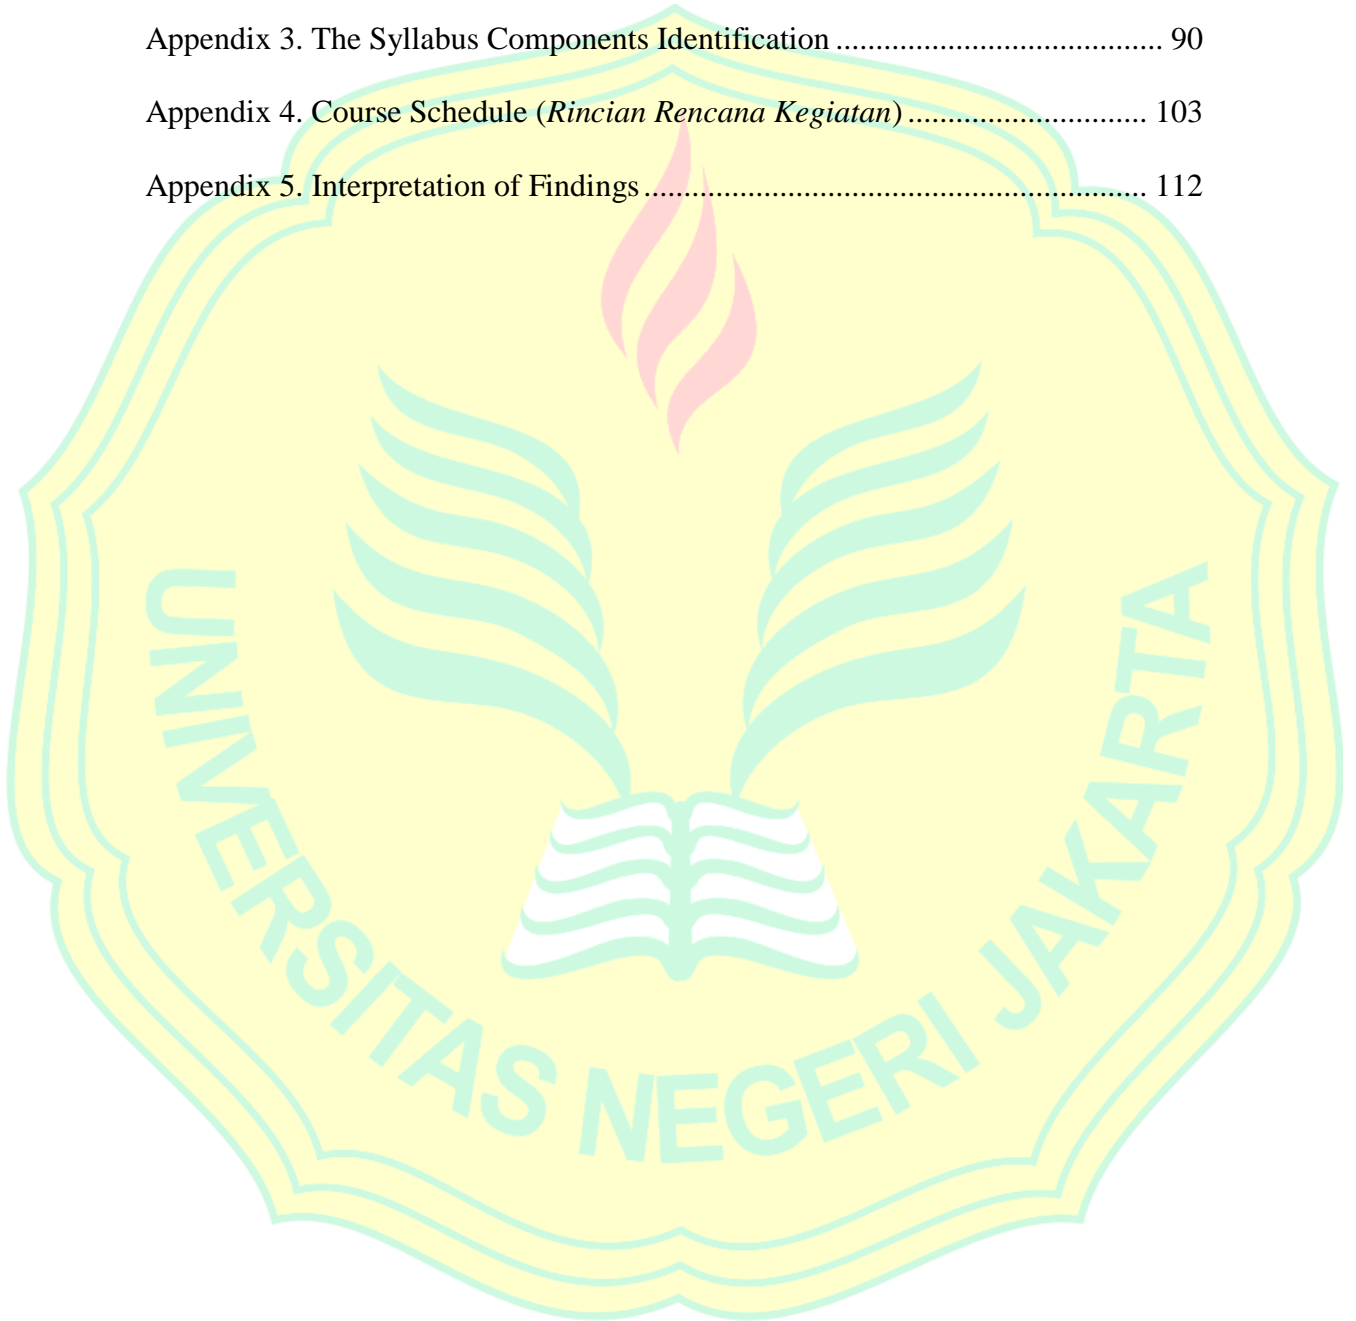 Appendix 3. The Syllabus Components Identification ......................................... 90
Appendix 4. Course Schedule (Rincian Rencana Kegiatan) .............................. 103
Appendix 5. Interpretation of Findings ............................................................... 112
UNIVERSITAS NEGERI JAKARTA